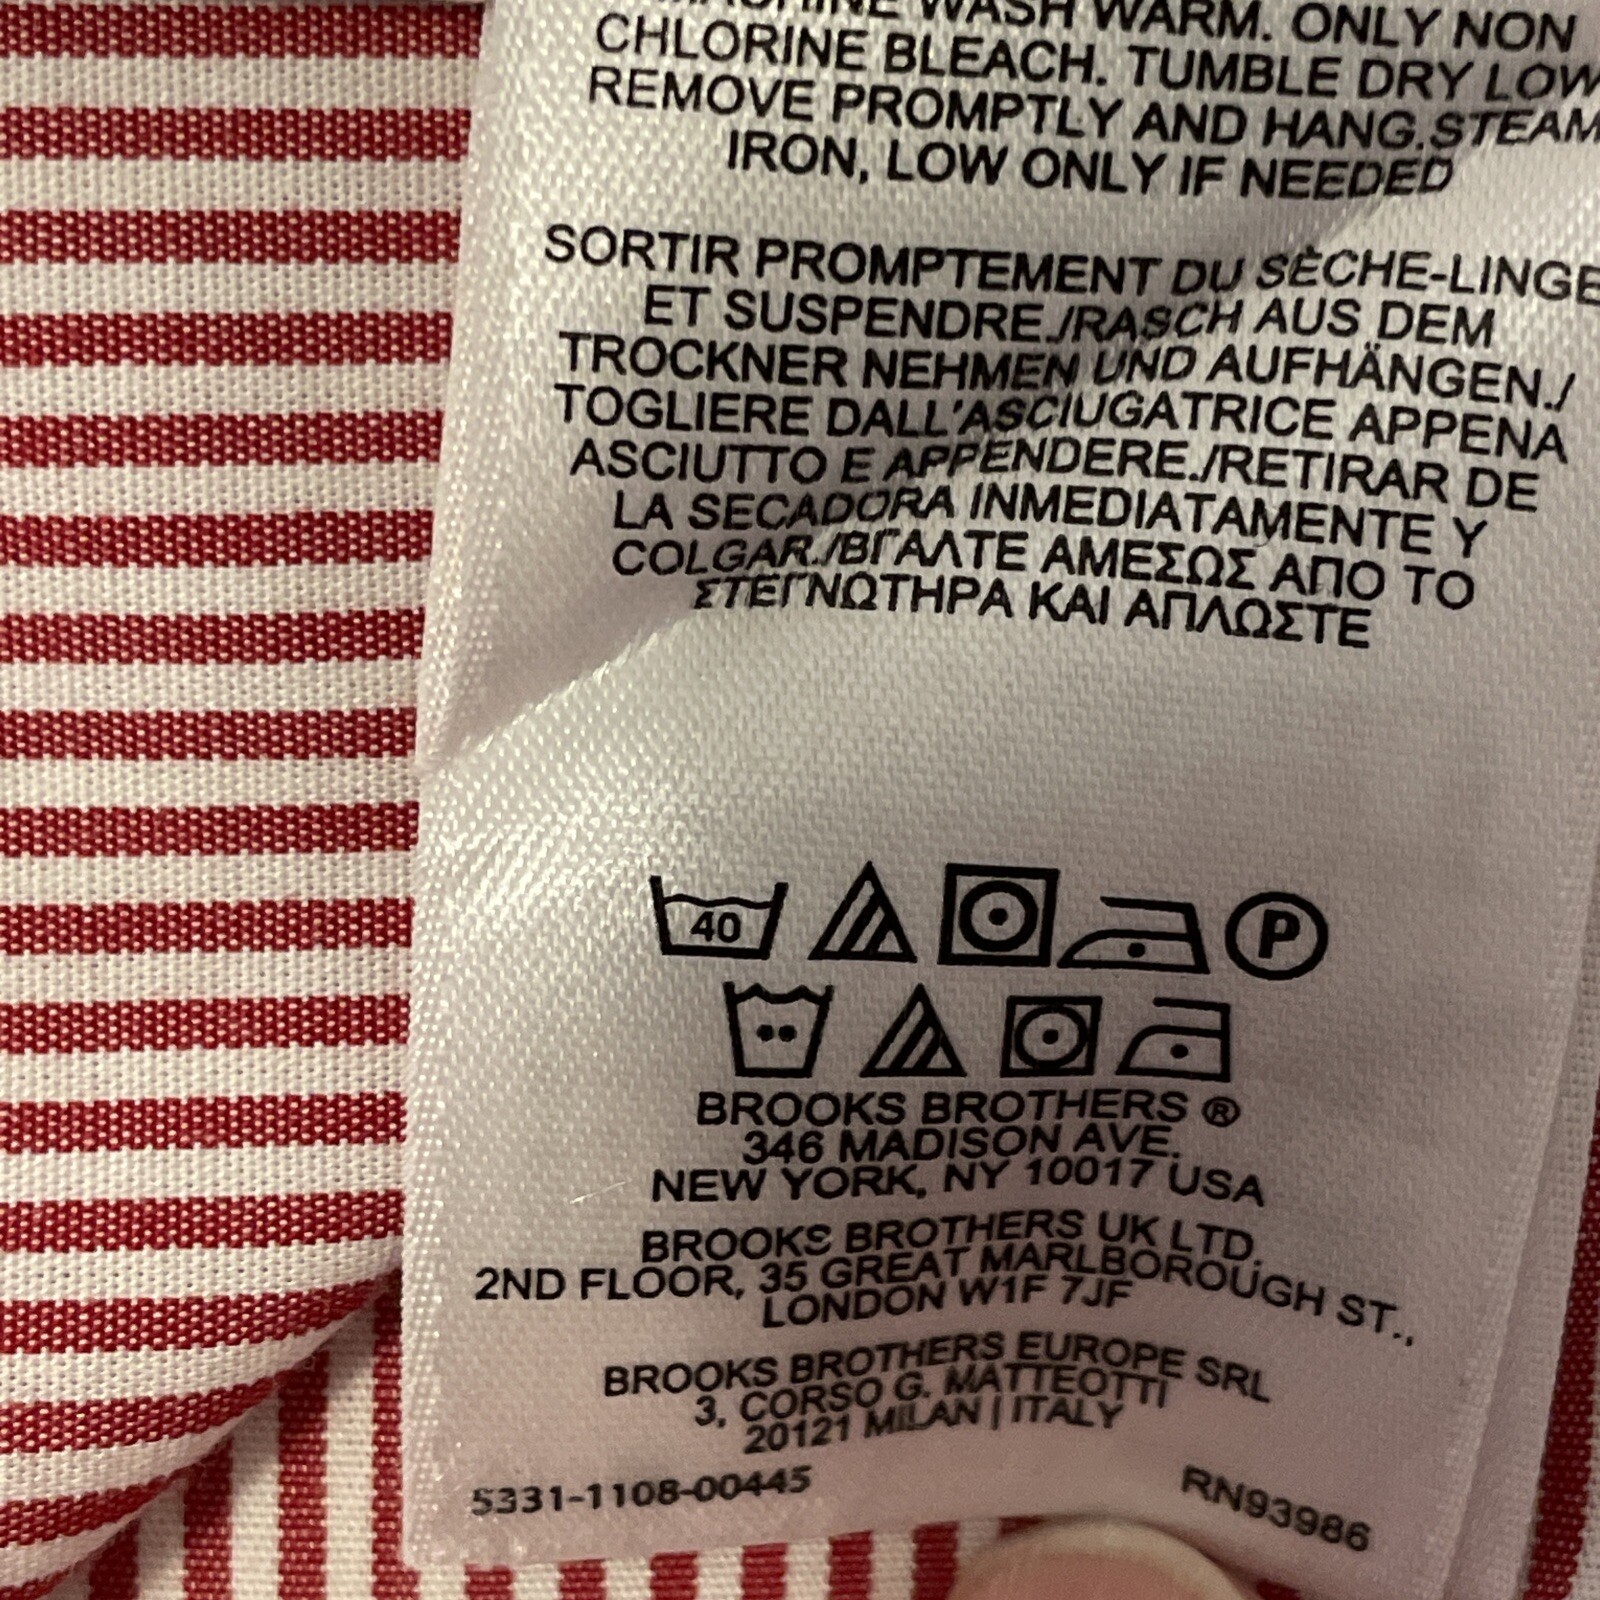 MACHINE WASH WARM. ONLY NON
CHLORINE BLEACH. TUMBLE DRY LOW
REMOVE PROMPTLY AND HANG.STEAM
IRON, LOW ONLY IF NEEDED
SORTIR PROMPTEMENT DU SÈCHE-LINGE
ET SUSPENDRE./RASCH AUS DEM
TROCKNER NEHMEN UND AUFHÄNGEN./
TOGLIERE DALL'ASCIUGATRICE APPENA
ASCIUTTO E APPENDERE./RETIRAR DE
LA SECADORA INMEDIATAMENTE Y
COLGAR./ΒΓΑΛΤΕ ΑΜΕΣΩΣ ΑΠΟ ΤΟ
ΣΤΕΓΝΩΤΗΡΑ ΚΑΙ ΑΠΛΩΣΤΕ
40 P
BROOKS BROTHERS ®
346 MADISON AVE.
NEW YORK, NY 10017 USA
BROOKS BROTHERS UK LTD.
2ND FLOOR, 35 GREAT MARLBOROUGH ST.,
LONDON W1F 7JF
BROOKS BROTHERS EUROPE SRL
3, CORSO G. MATTEOTTI
20121 MILAN | ITALY
5331-1108-00445 RN93986